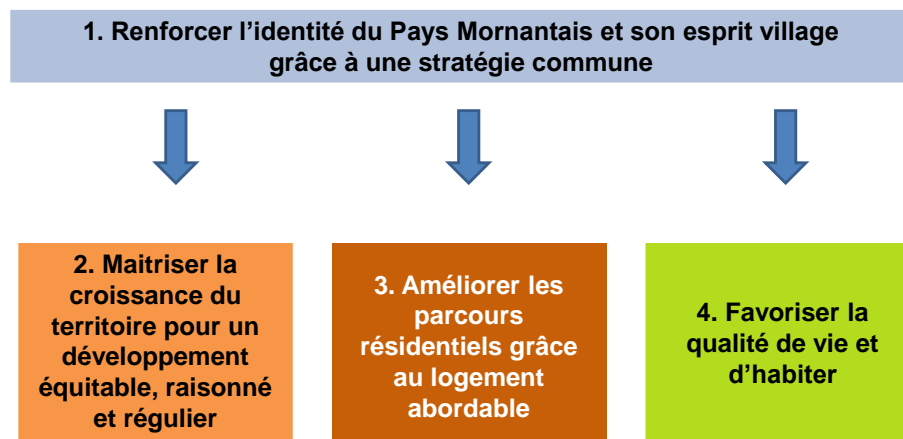 1. Renforcer l’identité du Pays Mornantais et son esprit village
grâce à une stratégie commune
2. Maitriser la
croissance du
territoire pour un
développement
équitable, raisonné
et régulier
3. Améliorer les
parcours
résidentiels grâce
au logement
abordable
4. Favoriser la
qualité de vie et
d’habiter